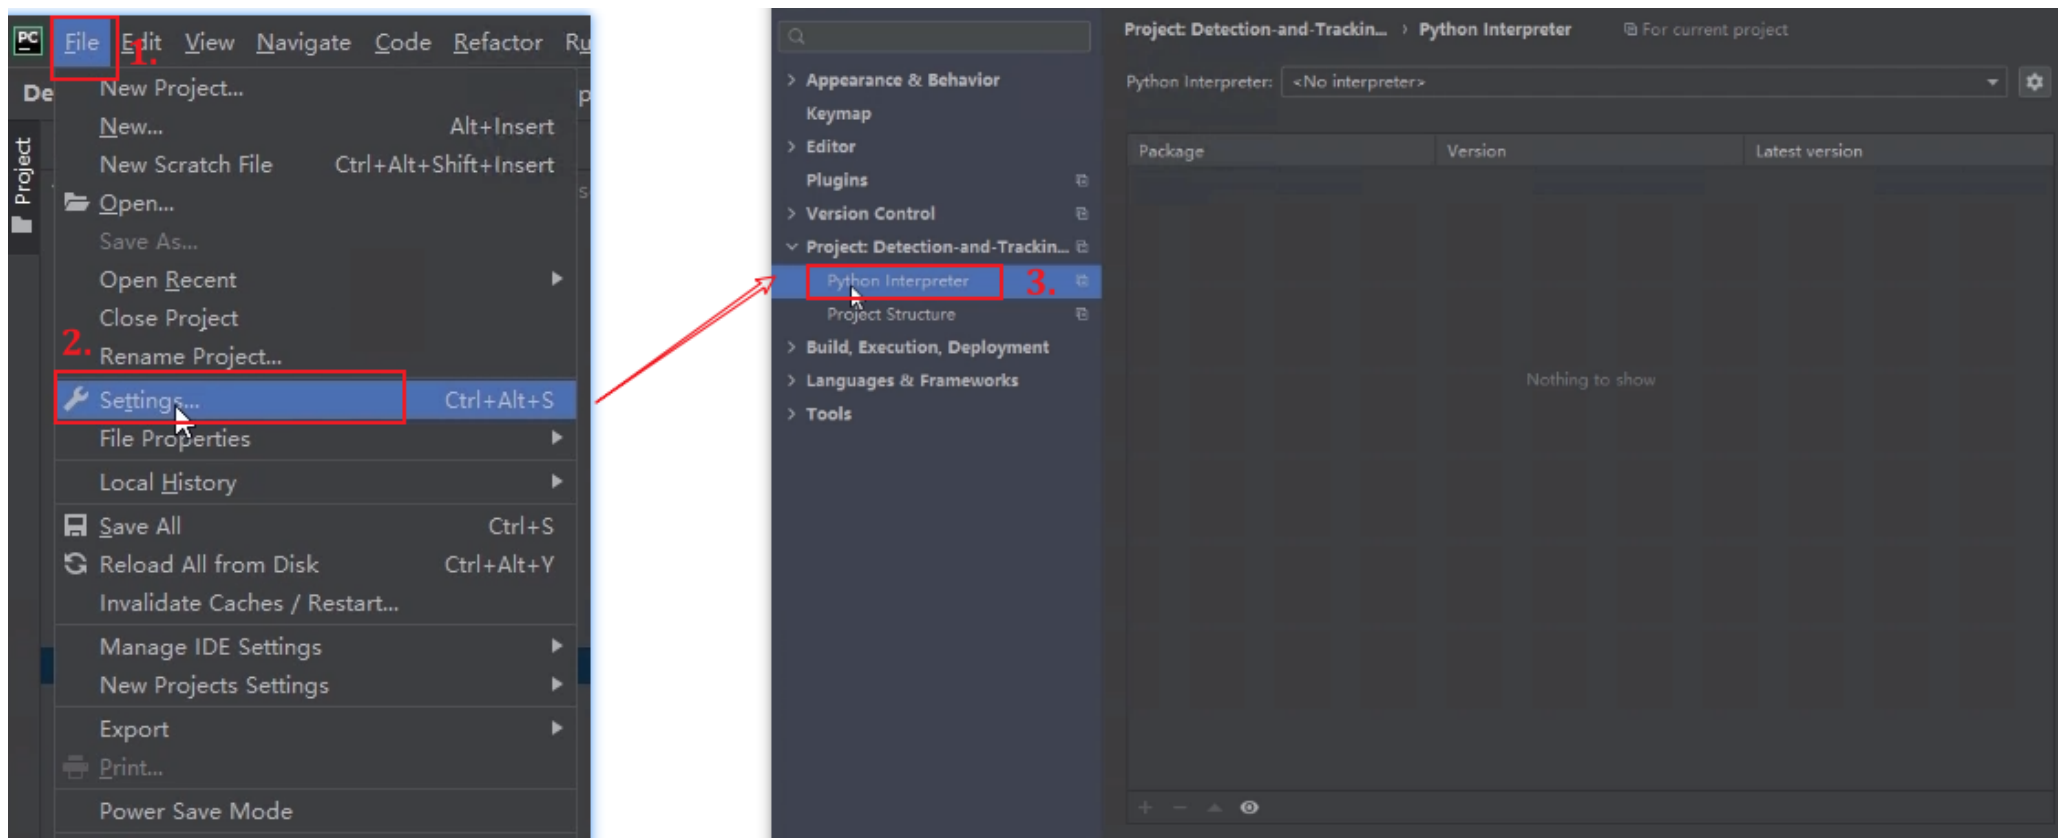 PC File Edit View Navigate Code Refactor Ru
1.
De
Project
New Project...
New... Alt+Insert
New Scratch File Ctrl+Alt+Shift+Insert
Open...
Save As...
Open Recent
Close Project
2.
Rename Project...
Settings... Ctrl+Alt+S
File Properties
Local History
Save All Ctrl+S
Reload All from Disk Ctrl+Alt+Y
Invalidate Caches / Restart...
Manage IDE Settings
New Projects Settings
Export
Print...
Power Save Mode
Appearance & Behavior
Keymap
Editor
Plugins
Version Control
Project: Detection-and-Trackin...
Python Interpreter 3.
Project Structure
Build, Execution, Deployment
Languages & Frameworks
Tools
Project: Detection-and-Trackin... › Python Interpreter For current project
Python Interpreter: <No interpreter>
Package Version Latest version
Nothing to show